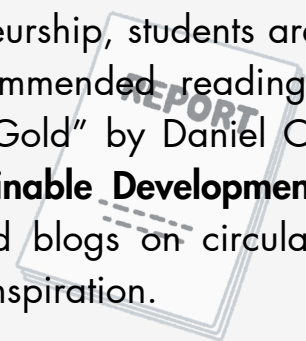 eurship, students are
mmended reading
Gold” by Daniel C
inable Developmen
d blogs on circula
nspiration.
REPORT